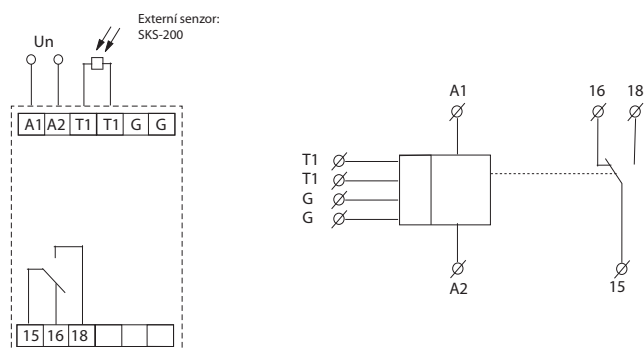 Externí senzor:
SKS-200
Un
A1 A2 T1 T1 G G
15 16 18
A1
16 18
T1
T1
G
G
A2
15